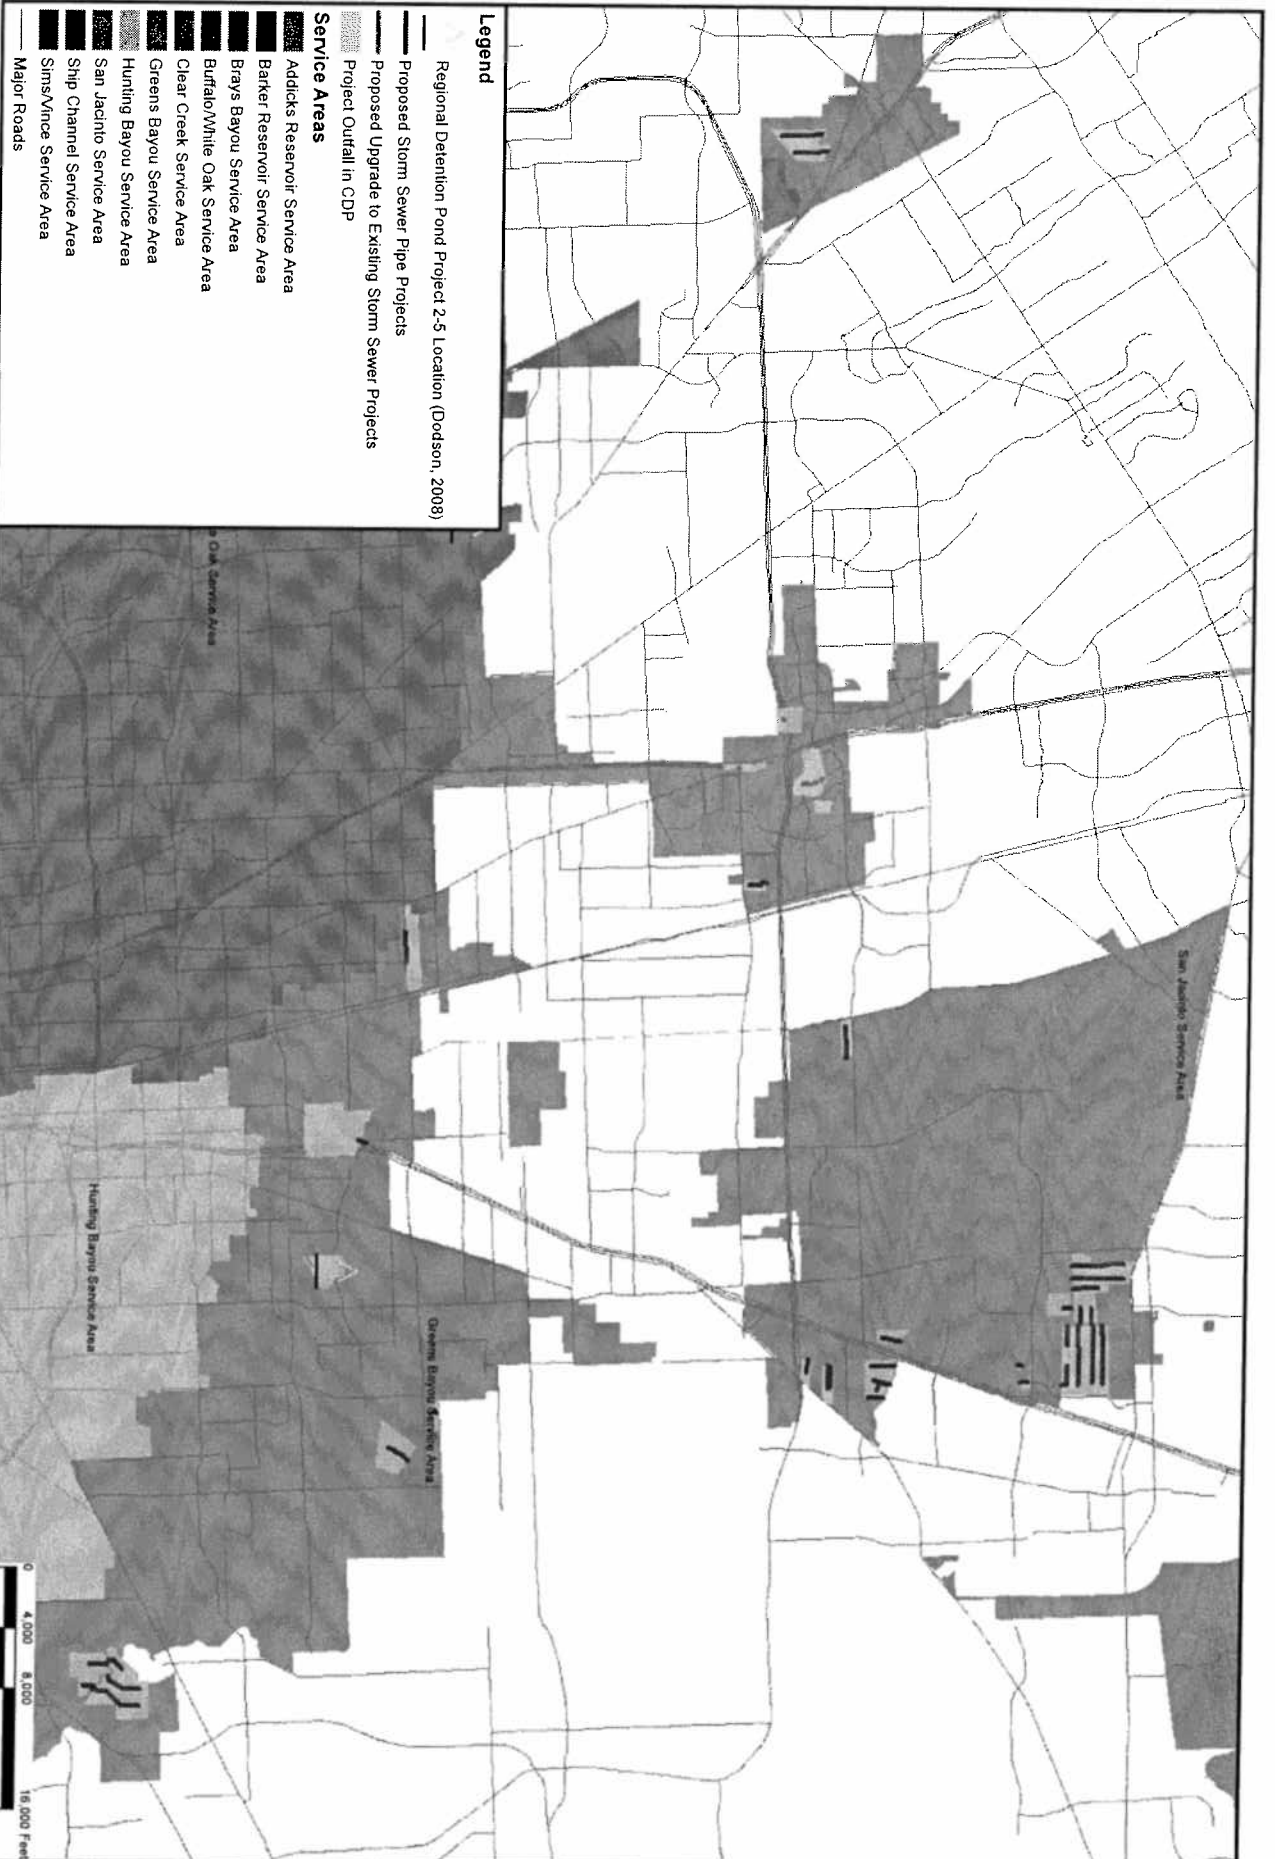 Legend
Regional Detention Pond Project 2-5 Location (Dodson, 2008)
Proposed Storm Sewer Pipe Projects
Proposed Upgrade to Existing Storm Sewer Projects
Project Outfall in CDP
Service Areas
Addicks Reservoir Service Area
Barker Reservoir Service Area
Brays Bayou Service Area
Buffalo/White Oak Service Area
Clear Creek Service Area
Greens Bayou Service Area
Hunting Bayou Service Area
San Jacinto Service Area
Ship Channel Service Area
Sims/Vince Service Area
Major Roads
San Jacinto Service Area
Greens Bayou Service Area
Hunting Bayou Service Area
Oak Service Area
0 4,000 8,000 16,000 Feet